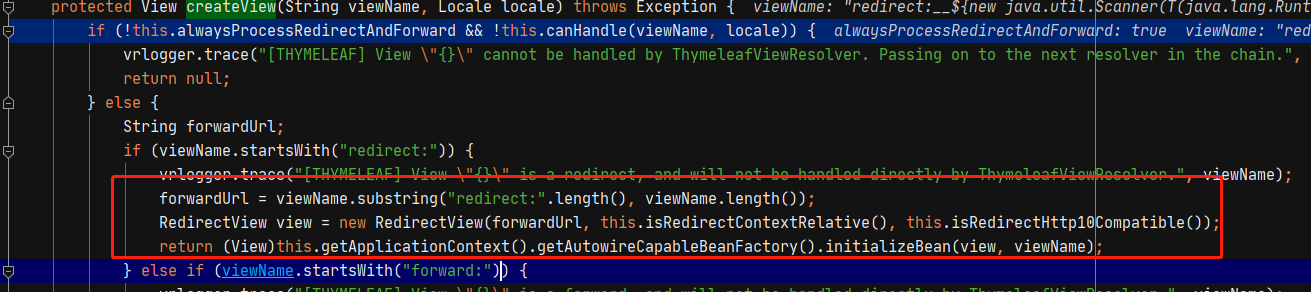 protected View createView(String viewName, Locale locale) throws Exception {  viewName: "redirect:__${new java.util.Scanner(T(java.lang.Runt
if (!this.alwaysProcessRedirectAndForward && !this.canHandle(viewName, locale)) {  alwaysProcessRedirectAndForward: true  viewName: "red
vrlogger.trace("[THYMELEAF] View \"{}\" cannot be handled by ThymeleafViewResolver. Passing on to the next resolver in the chain.",
return null;
} else {
String forwardUrl;
if (viewName.startsWith("redirect:")) {
vrlogger.trace("[THYMELEAF] View \"{}\" is a redirect, and will not be handled directly by ThymeleafViewResolver.", viewName);
forwardUrl = viewName.substring("redirect:".length(), viewName.length());
RedirectView view = new RedirectView(forwardUrl, this.isRedirectContextRelative(), this.isRedirectHttp10Compatible());
return (View)this.getApplicationContext().getAutowireCapableBeanFactory().initializeBean(view, viewName);
} else if (viewName.startsWith("forward:")) {
vrlogger.trace("[THYMELEAF] View \"{}\" is a forward, and will not be handled directly by ThymeleafViewResolver.", viewName);